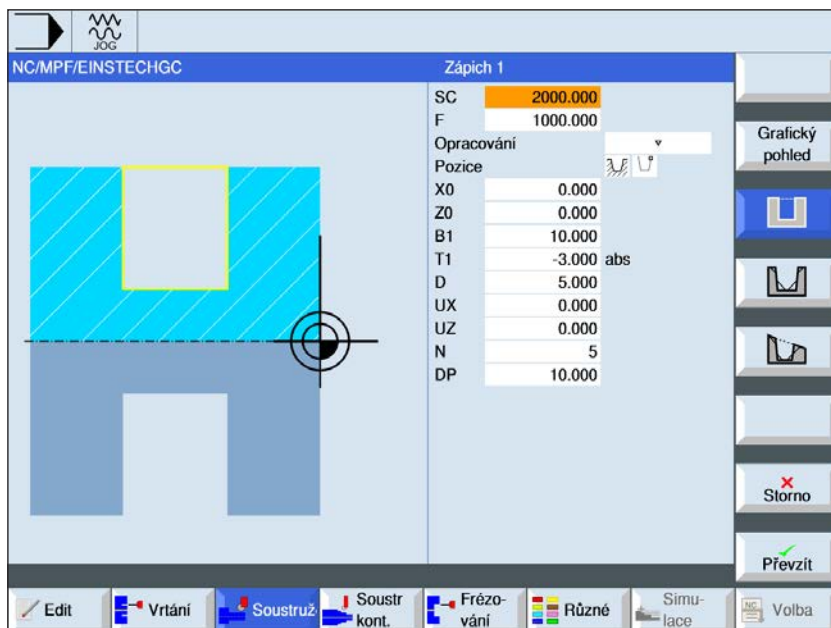 JOG
NC/MPF/EINSTECHGC
Zápich 1
SC 2000.000
F 1000.000
Opracování
Pozice
X0 0.000
Z0 0.000
B1 10.000
T1 -3.000 abs
D 5.000
UX 0.000
UZ 0.000
N 5
DP 10.000
Grafický
pohled
Storno
Převzít
Edit
Vrtání
Soustruž
Soustr
kont.
Frézo-
vání
Různé
Simu-
lace
NC
Volba